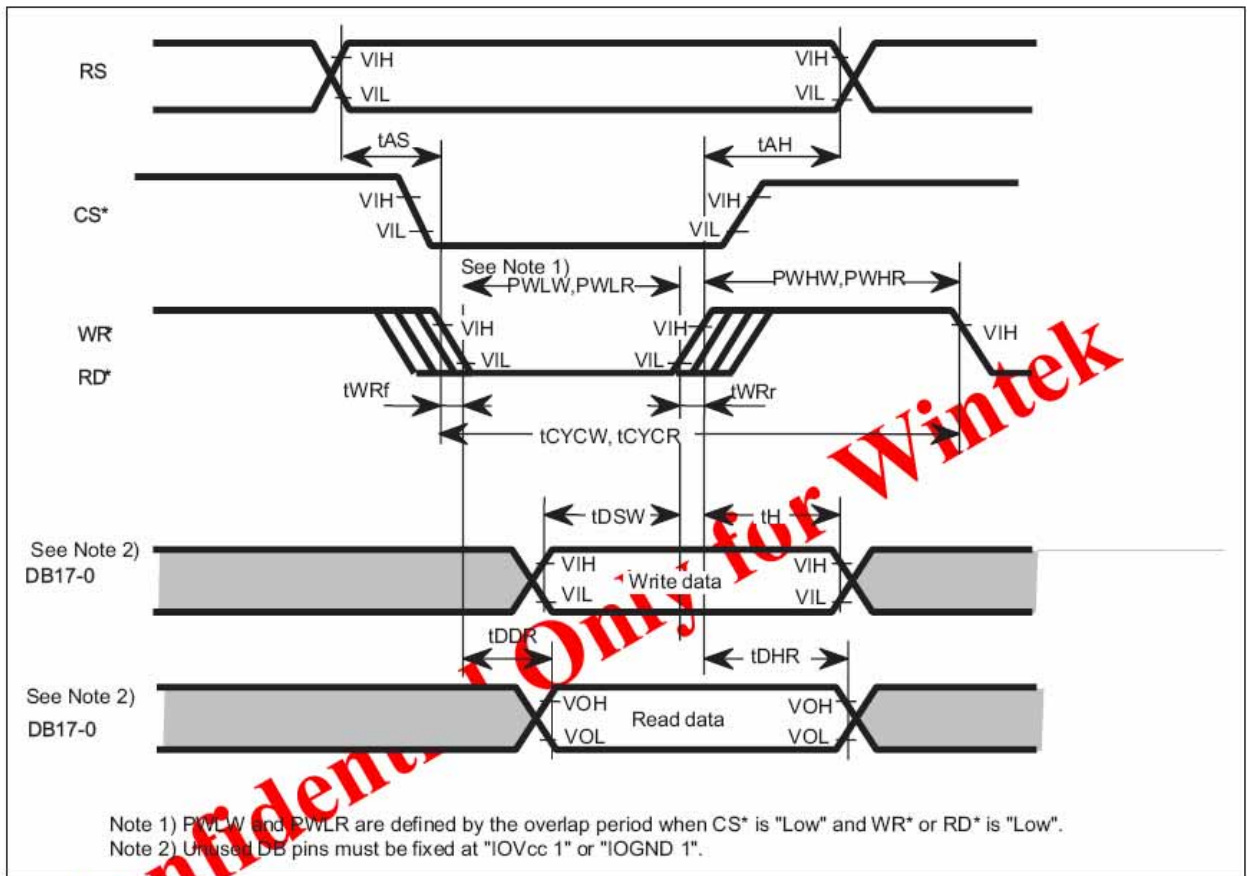 RS
VIH
VIH
VIL
VIL
tAS
tAH
CS*
VIH
VIH
VIL
VIL
See Note 1)
PWLW,PWLR
PWHW,PWHR
WR*
VIH
VIH
VIH
RD*
VIL
VIL
tWRf
tWRr
tCYCW, tCYCR
tDSW
tH
See Note 2)
DB17-0
VIH
VIH
Write data
VIL
VIL
tDDR
tDHR
See Note 2)
DB17-0
VOH
VOH
Read data
VOL
VOL
Note 1) PWLW and PWLR are defined by the overlap period when CS* is "Low" and WR* or RD* is "Low".
Note 2) Unused DB pins must be fixed at "IOVcc 1" or "IOGND 1".
Only for Wintek